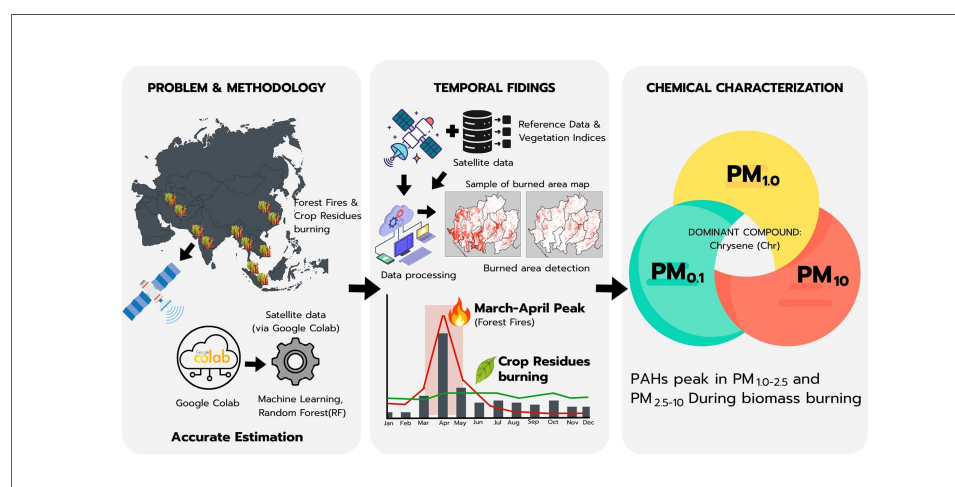 PROBLEM & METHODOLOGY
Forest Fires &
Crop Residues
burning
Satellite data
(via Google Colab)
Google
colab
Google Colab
Machine Learning,
Random Forest(RF)
Accurate Estimation
TEMPORAL FIDINGS
Reference Data &
Vegetation Indices
Satellite data
Sample of burned area map
Data processing
Burned area detection
March-April Peak
(Forest Fires)
Crop Residues
burning
Jan Feb Mar Apr May Jun Jul Aug Sep Oct Nov Dec
CHEMICAL CHARACTERIZATION
PM1.0
DOMINANT COMPOUND:
Chrysene (Chr)
PM0.1
PM10
PAHs peak in PM1.0-2.5 and
PM2.5-10 During biomass burning